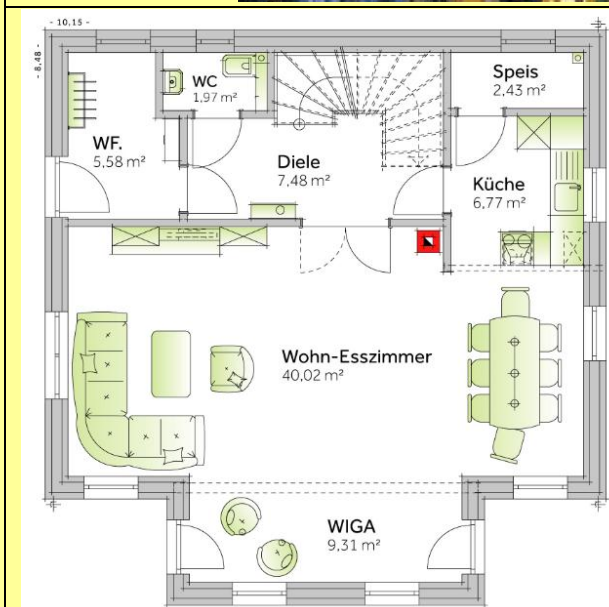 - 10.15 -
- 8.48 -
WC
1,97 m²
Speis
2,43 m²
WF.
5,58 m²
Diele
7,48 m²
Küche
6,77 m²
Wohn-Esszimmer
40,02 m²
WIGA
9,31 m²